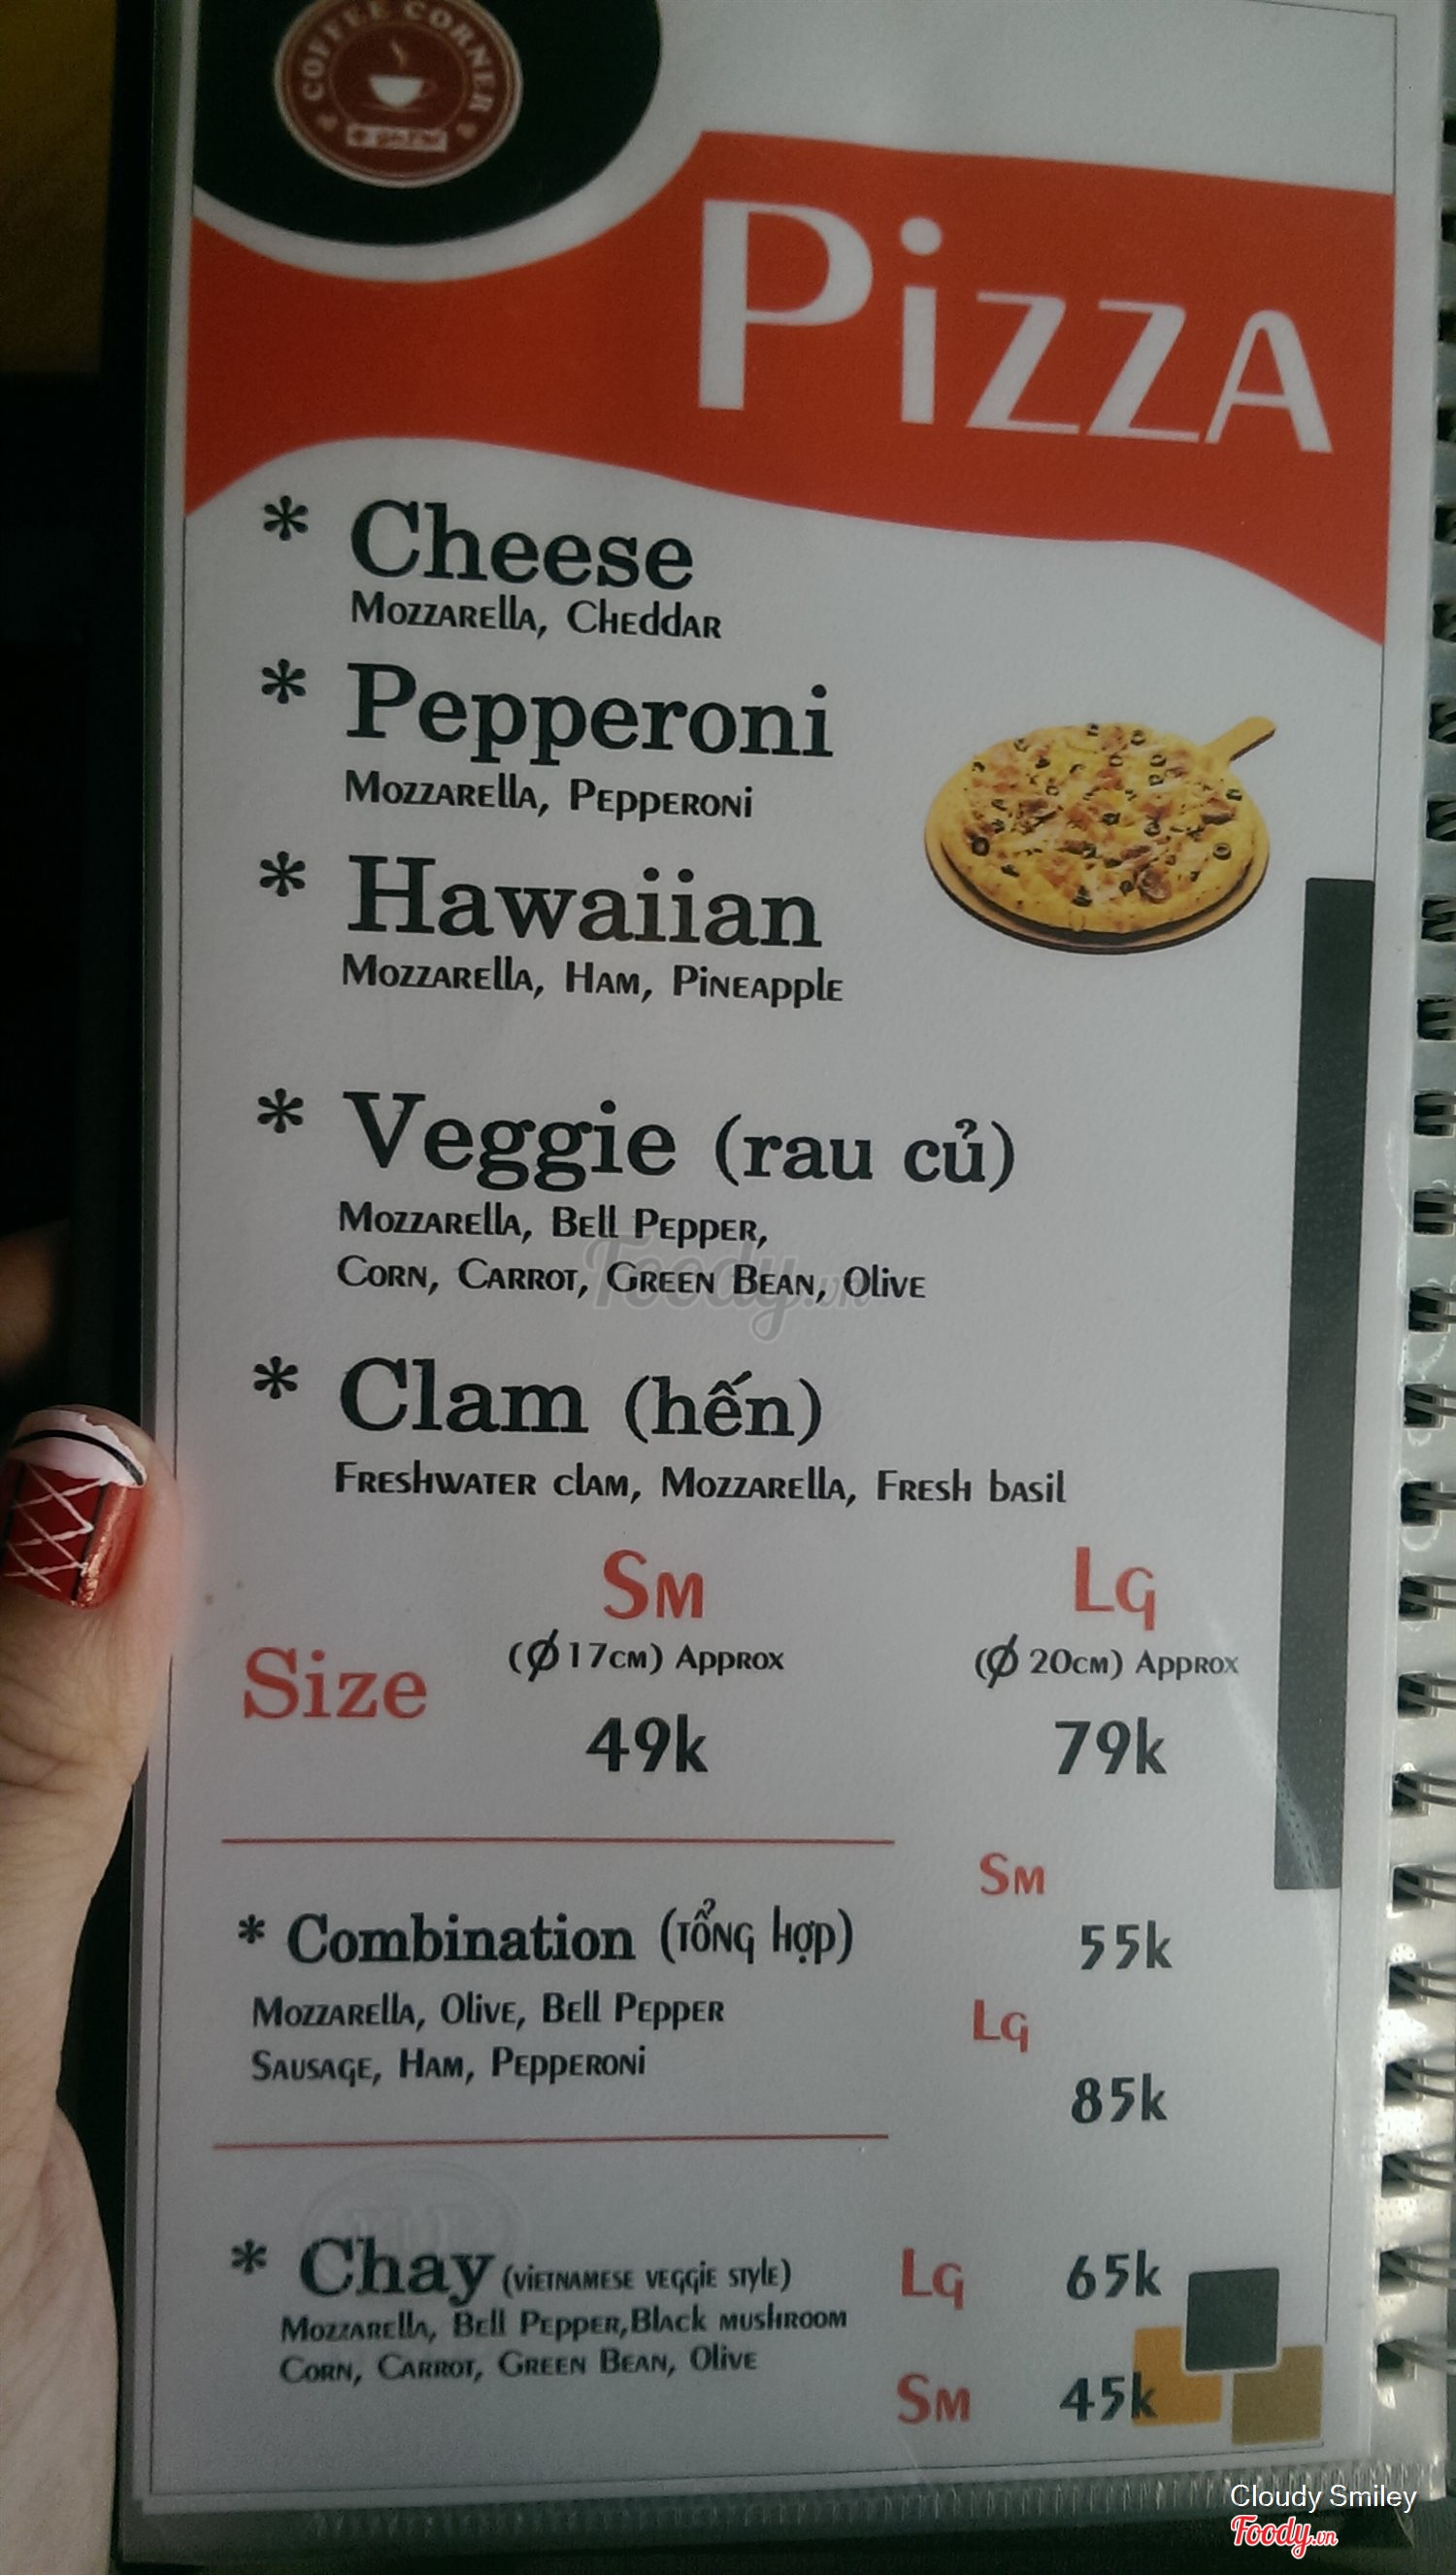 COFFEE CORNER
Pizza
* Cheese
Mozzarella, Cheddar
* Pepperoni
Mozzarella, Pepperoni
* Hawaiian
Mozzarella, Ham, Pineapple
* Veggie (rau củ)
Mozzarella, Bell Pepper,
Corn, Carrot, Green Bean, Olive
Foody.vn
* Clam (hến)
Freshwater clam, Mozzarella, Fresh basil
Sm Lg
Size (Ø 17cm) Approx (Ø 20cm) Approx
49k 79k
Sm
* Combination (tổng hợp) 55k
Mozzarella, Olive, Bell Pepper
Lg
Sausage, Ham, Pepperoni
85k
* Chay (vietnamese veggie style) Lg 65k
Mozzarella, Bell Pepper,Black mushroom
Corn, Carrot, Green Bean, Olive
Sm 45k
Cloudy Smiley
Foody.vn